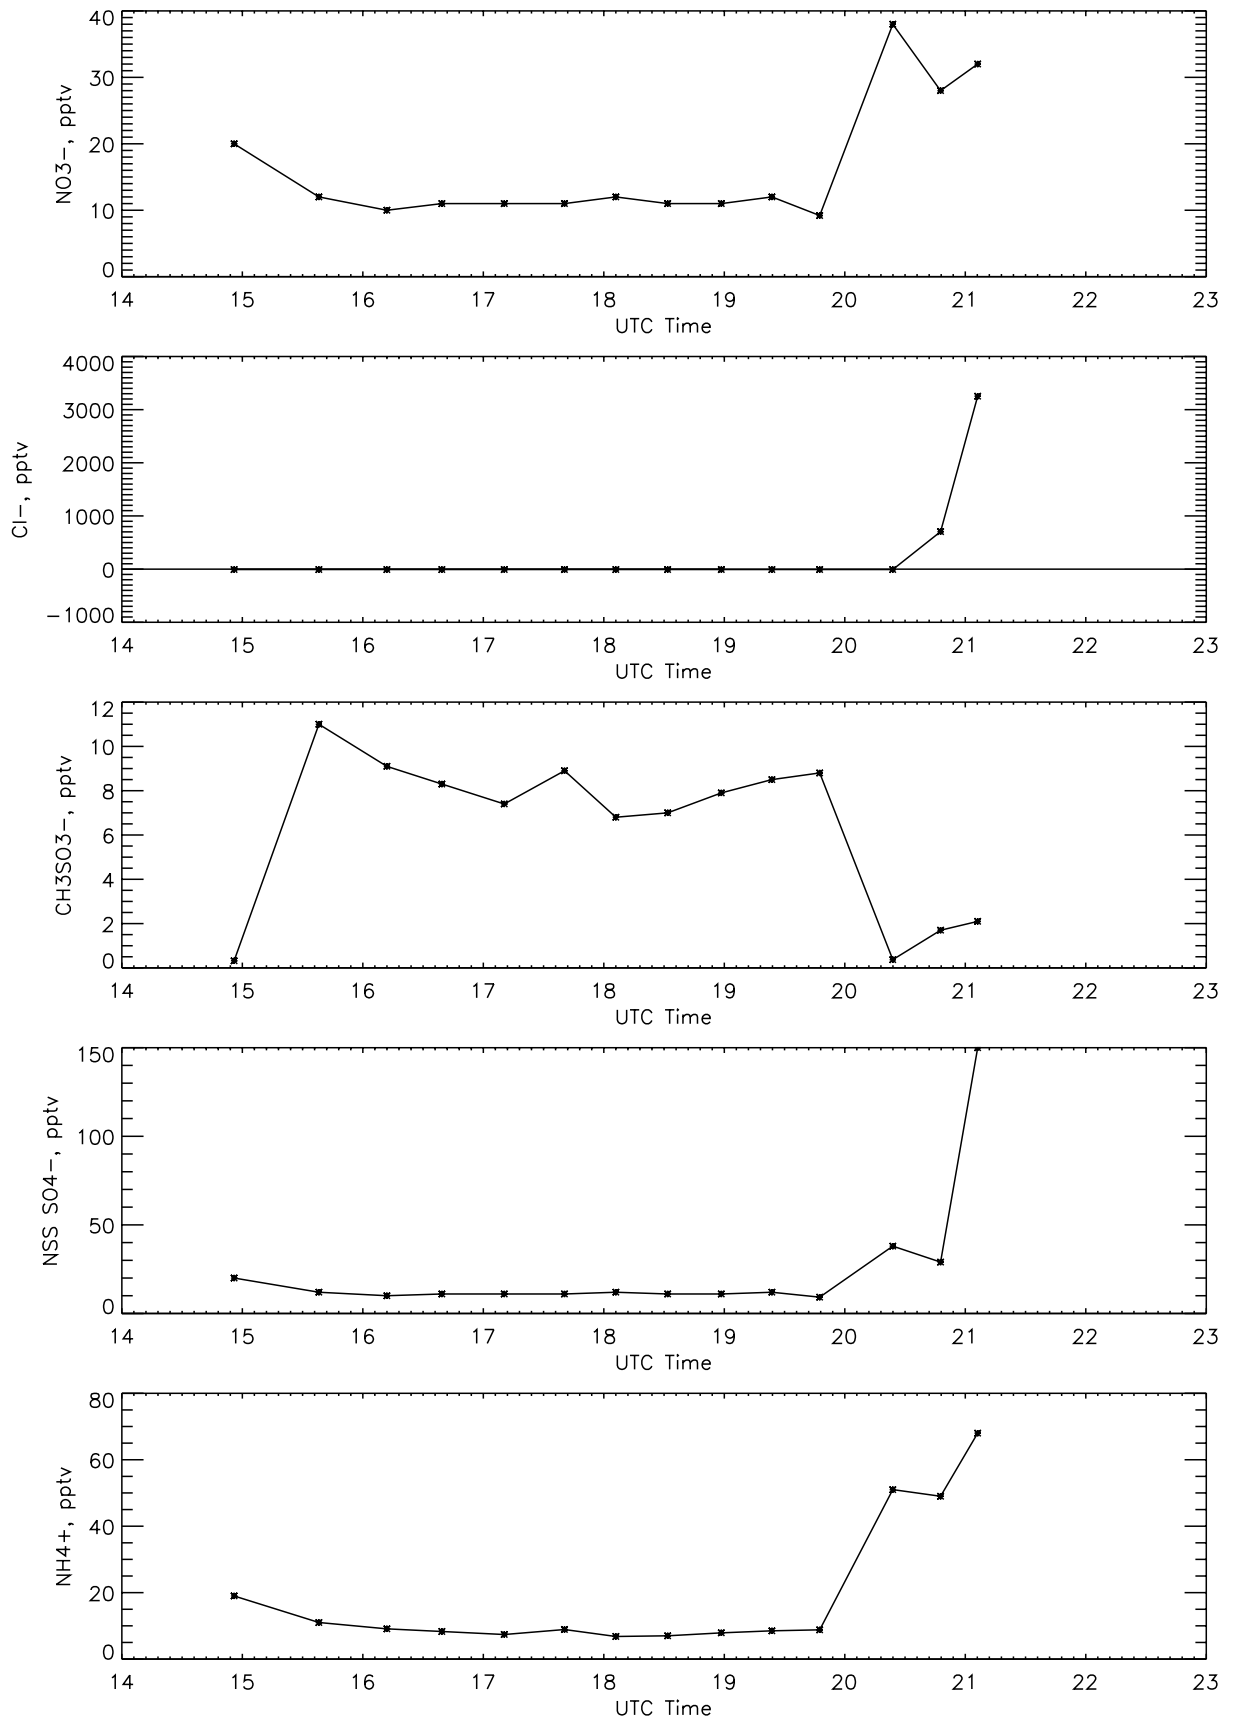 NO3-, pptv
40
30
20
10
0
14 15 16 17 18 19 20 21 22 23
UTC Time
Cl-, pptv
4000
3000
2000
1000
0
-1000
14 15 16 17 18 19 20 21 22 23
UTC Time
CH3SO3-, pptv
12
10
8
6
4
2
0
14 15 16 17 18 19 20 21 22 23
UTC Time
NSS SO4-, pptv
150
100
50
0
14 15 16 17 18 19 20 21 22 23
UTC Time
NH4+, pptv
80
60
40
20
0
14 15 16 17 18 19 20 21 22 23
UTC Time